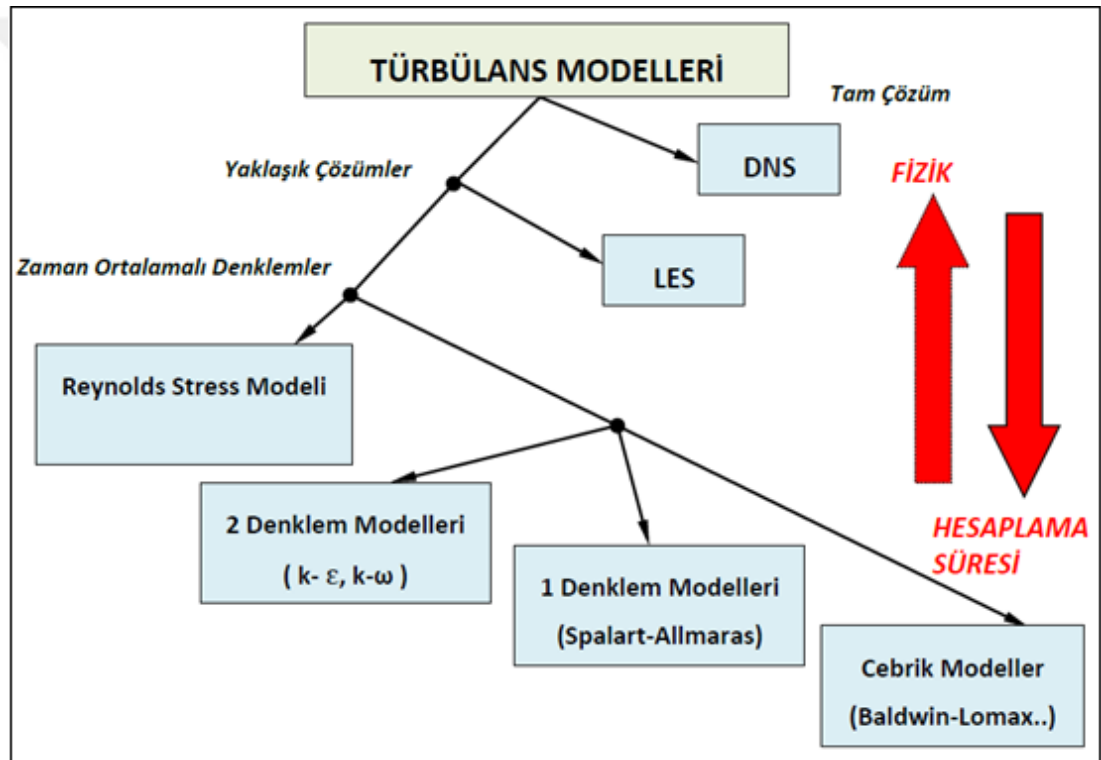 TÜRBÜLANS MODELLERİ
Tam Çözüm
DNS
Yaklaşık Çözümler
FİZİK
LES
Zaman Ortalamalı Denklemler
Reynolds Stress Modeli
2 Denklem Modelleri
( k- ε, k-ω )
HESAPLAMA
SÜRESİ
1 Denklem Modelleri
(Spalart-Allmaras)
Cebrik Modeller
(Baldwin-Lomax..)